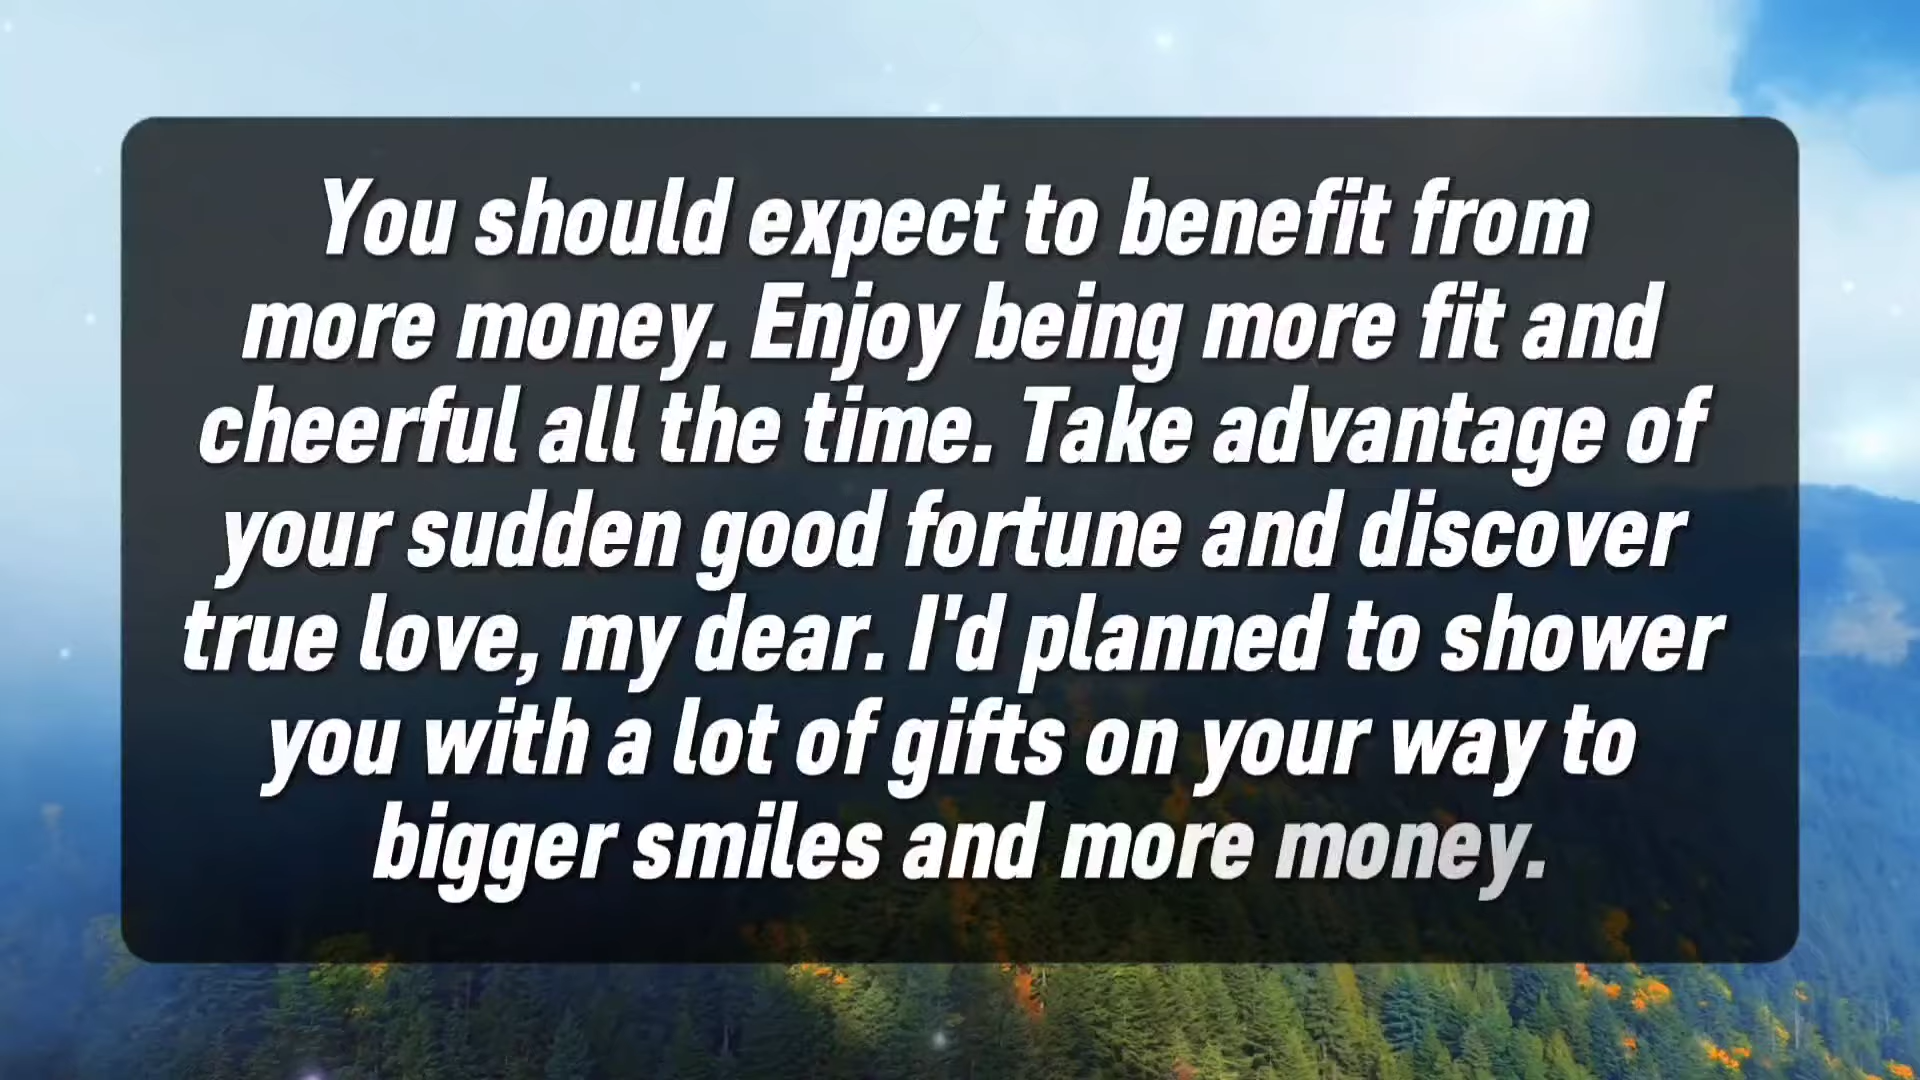 You should expect to benefit from
more money. Enjoy being more fit and
cheerful all the time. Take advantage of
your sudden good fortune and discover
true love, my dear. I'd planned to shower
you with a lot of gifts on your way to
bigger smiles and more money.